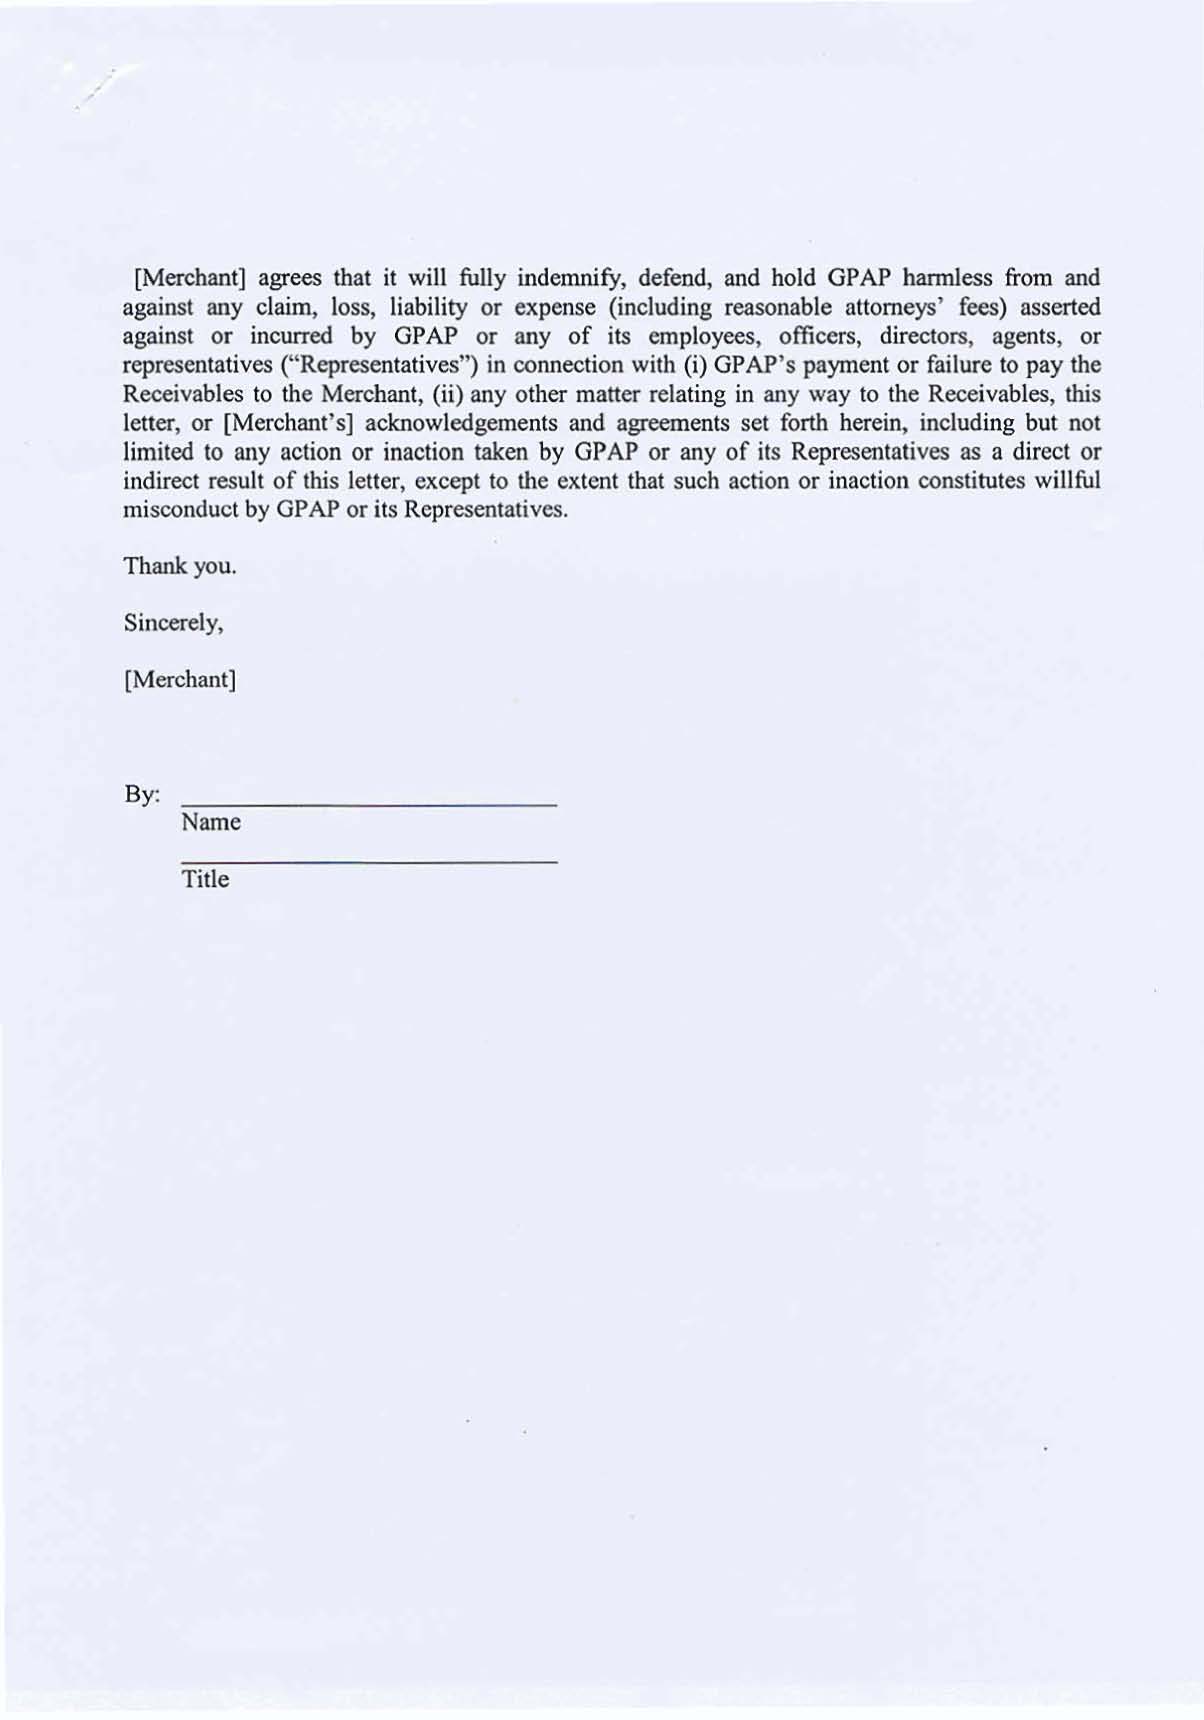 [Merchant] agrees that it will fully indemnify, defend, and hold GPAP harmless from and
against any claim, loss, liability or expense (including reasonable attorneys’ fees) asserted
against or incurred by GPAP or any of its employees, officers, directors, agents, or
representatives (“Representatives”) in connection with (i) GPAP’s payment or failure to pay the
Receivables to the Merchant, (ii) any other matter relating in any way to the Receivables, this
letter, or [Merchant's] acknowledgements and agreements set forth herein, including but not
limited to any action or inaction taken by GPAP or any of its Representatives as a direct or
indirect result of this letter, except to the extent that such action or inaction constitutes willful
misconduct by GPAP or its Representatives.
Thank you.
Sincerely,
[Merchant]
By:
Name
Title